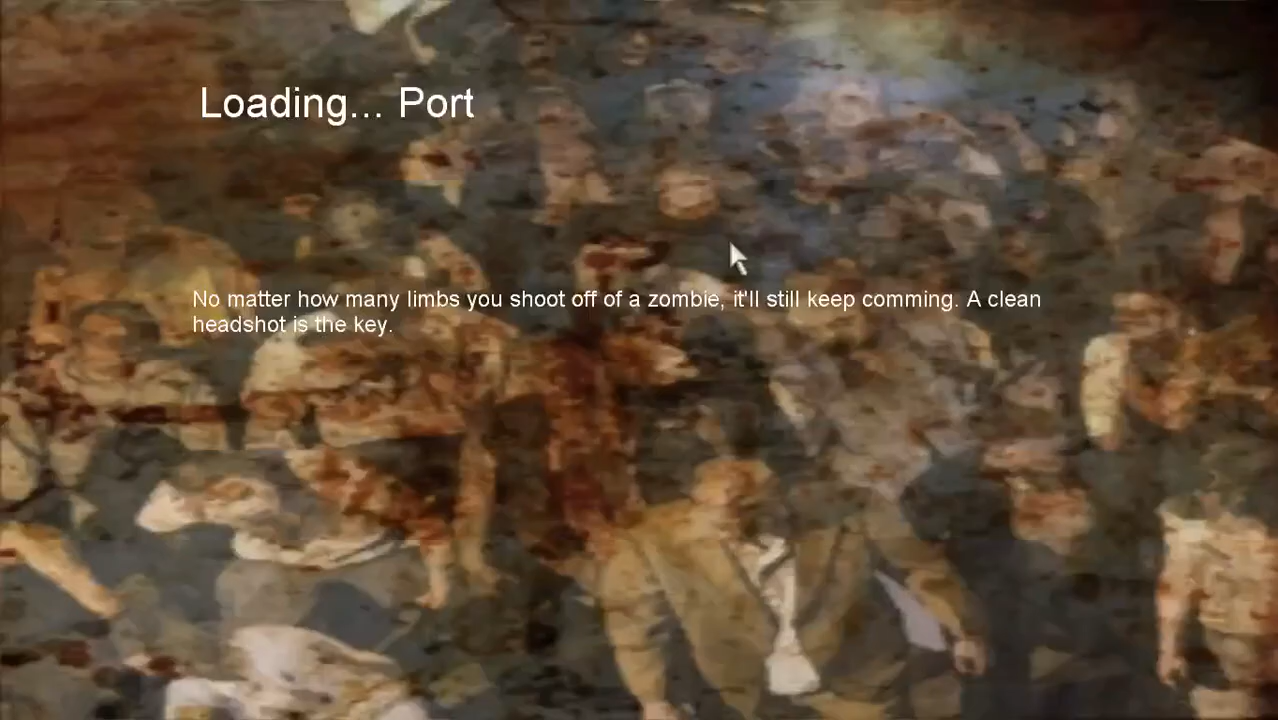 Loading... Port
No matter how many limbs you shoot off of a zombie, it'll still keep comming. A clean
headshot is the key.